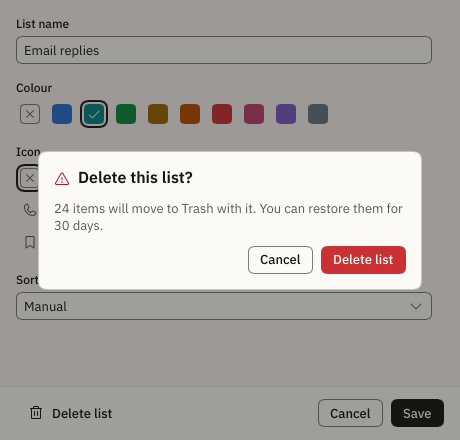 List name
Email replies
Colour
Icon
Delete this list?
24 items will move to Trash with it. You can restore them for
30 days.
Cancel
Delete list
Sort
Manual
Delete list
Cancel
Save